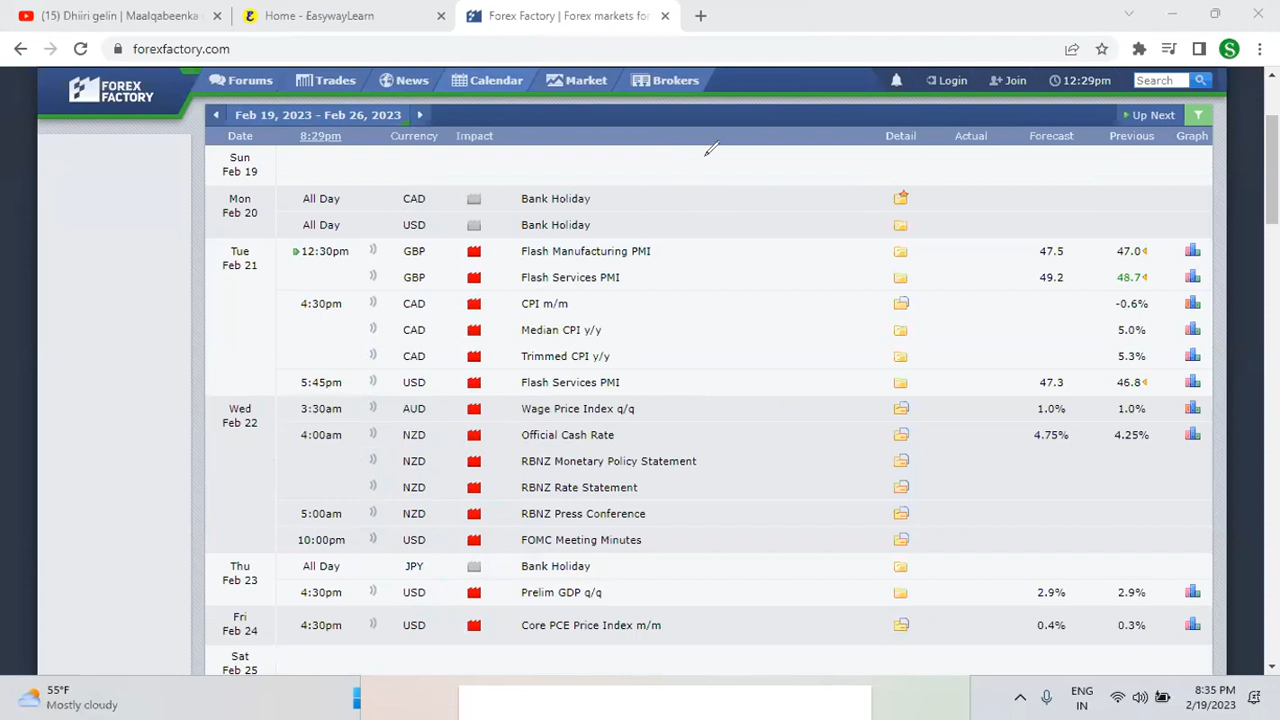 (15) Dhiiri gelin | Maalqabeenka s
Home - EasywayLearn
Forex Factory | Forex markets for
forexfactory.com
FOREX FACTORY
Forums Trades News Calendar Market Brokers Login Join 12:29pm Search
Feb 19, 2023 - Feb 26, 2023 Up Next
Date 8:29pm Currency Impact Detail Actual Forecast Previous Graph
Sun Feb 19
Mon Feb 20 All Day CAD Bank Holiday
All Day USD Bank Holiday
Tue Feb 21 12:30pm GBP Flash Manufacturing PMI 47.5 47.0
GBP Flash Services PMI 49.2 48.7
4:30pm CAD CPI m/m -0.6%
CAD Median CPI y/y 5.0%
CAD Trimmed CPI y/y 5.3%
5:45pm USD Flash Services PMI 47.3 46.8
Wed Feb 22 3:30am AUD Wage Price Index q/q 1.0% 1.0%
4:00am NZD Official Cash Rate 4.75% 4.25%
NZD RBNZ Monetary Policy Statement
NZD RBNZ Rate Statement
5:00am NZD RBNZ Press Conference
10:00pm USD FOMC Meeting Minutes
Thu Feb 23 All Day JPY Bank Holiday
4:30pm USD Prelim GDP q/q 2.9% 2.9%
Fri Feb 24 4:30pm USD Core PCE Price Index m/m 0.4% 0.3%
Sat Feb 25
55°F
Mostly cloudy
ENG
IN
8:35 PM
2/19/2023